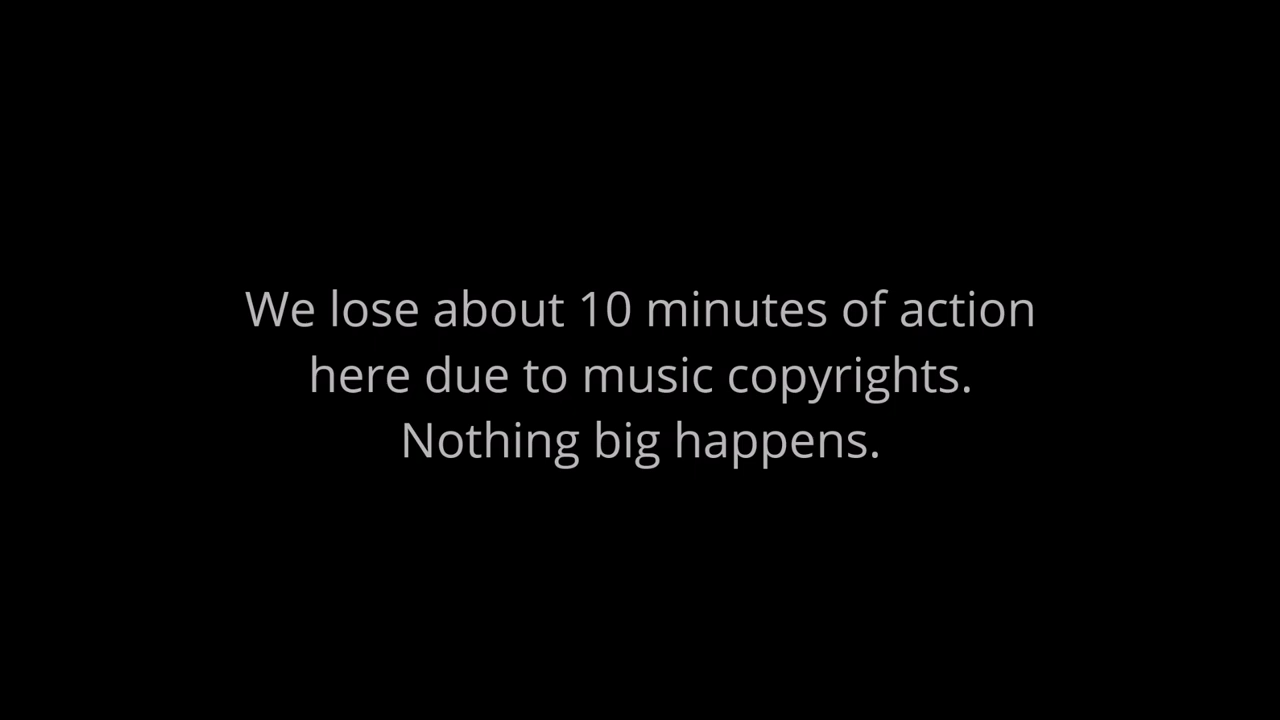 We lose about 10 minutes of action
here due to music copyrights.
Nothing big happens.